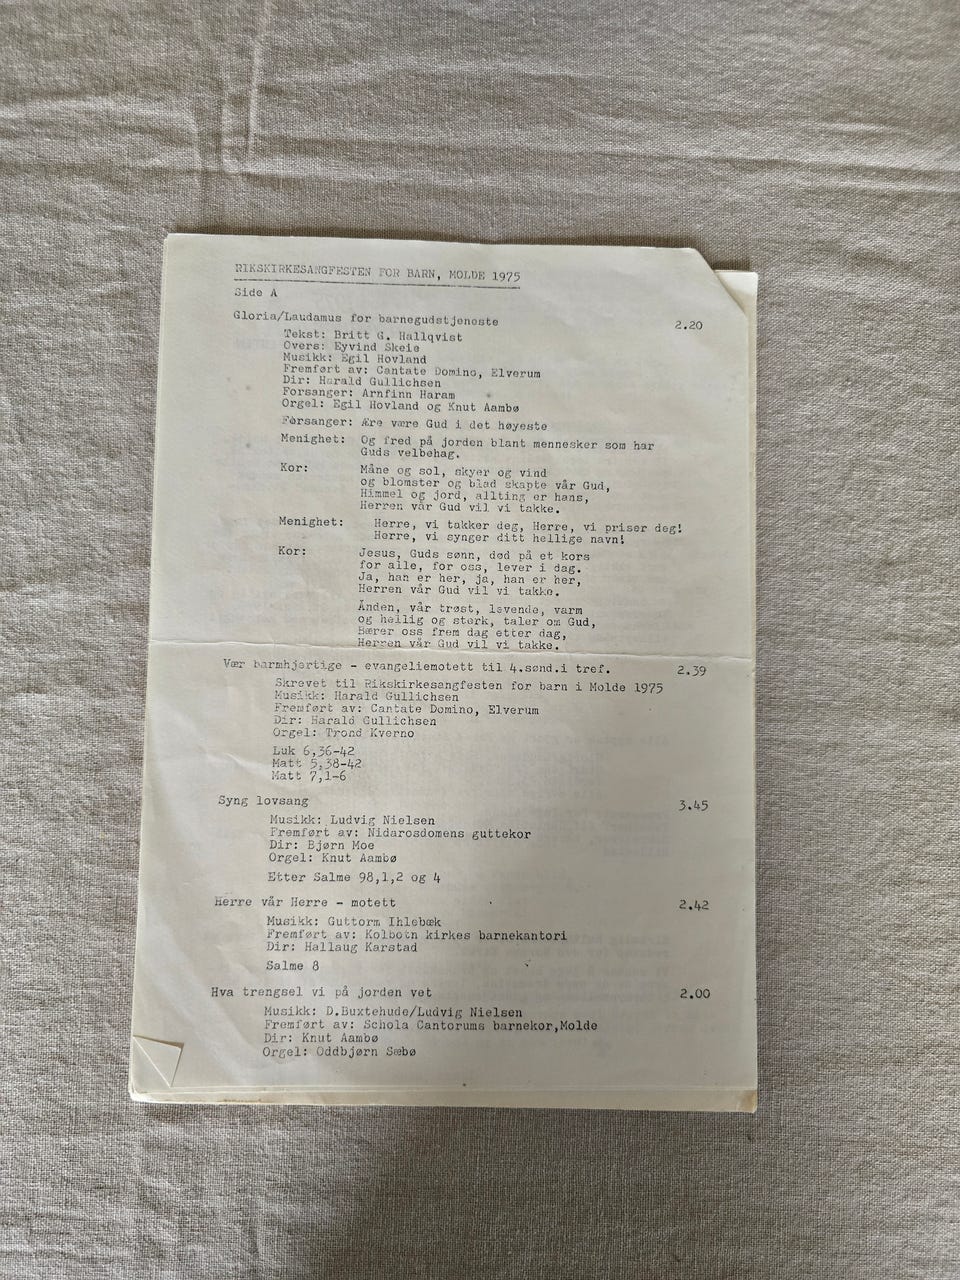 RIKSKIRKESANGFESTEN FOR BARN, MOLDE 1975
Side A
Gloria/Laudamus for barnegudstjeneste 2.20
Tekst: Britt G. Hallqvist
Overs: Eyvind Skeie
Musikk: Egil Hovland
Fremført av: Cantate Domino, Elverum
Dir: Harald Gullichsen
Forsanger: Arnfinn Haram
Orgel: Egil Hovland og Knut Aambø
Forsanger: Ære være Gud i det høyeste
Menighet: Og fred på jorden blant mennesker som har
Guds velbehag.
Kor: Måne og sol, skyer og vind
og blomster og blad skapte vår Gud,
Himmel og jord, allting er hans,
Herren vår Gud vil vi takke.
Menighet: Herre, vi takker deg, Herre, vi priser deg!
Herre, vi synger ditt hellige navn!
Kor: Jesus, Guds sønn, død på et kors
for alle, for oss, lever i dag.
Ja, han er her, ja, han er her,
Herren vår Gud vil vi takke.
Ånden, vår trøst, levende, varm
og hellig og sterk, taler om Gud,
Bærer oss frem dag etter dag,
Herren vår Gud vil vi takke.
Vær barmhjertige - evangeliemotett til 4.sønd.i tref. 2.39
Skrevet til Rikskirkesangfesten for barn i Molde 1975
Musikk: Harald Gullichsen
Fremført av: Cantate Domino, Elverum
Dir: Harald Gullichsen
Orgel: Trond Kverno
Luk 6,36-42
Matt 5,38-42
Matt 7,1-6
Syng lovsang 3.45
Musikk: Ludvig Nielsen
Fremført av: Nidarosdomens guttekor
Dir: Bjørn Moe
Orgel: Knut Aambø
Etter Salme 98,1,2 og 4
Herre vår Herre - motett 2.42
Musikk: Guttorm Ihlebæk
Fremført av: Kolbotn kirkes barnekantori
Dir: Hallaug Karstad
Salme 8
Hva trengsel vi på jorden vet 2.00
Musikk: D.Buxtehude/Ludvig Nielsen
Fremført av: Schola Cantorums barnekor,Molde
Dir: Knut Aambø
Orgel: Oddbjørn Sæbø